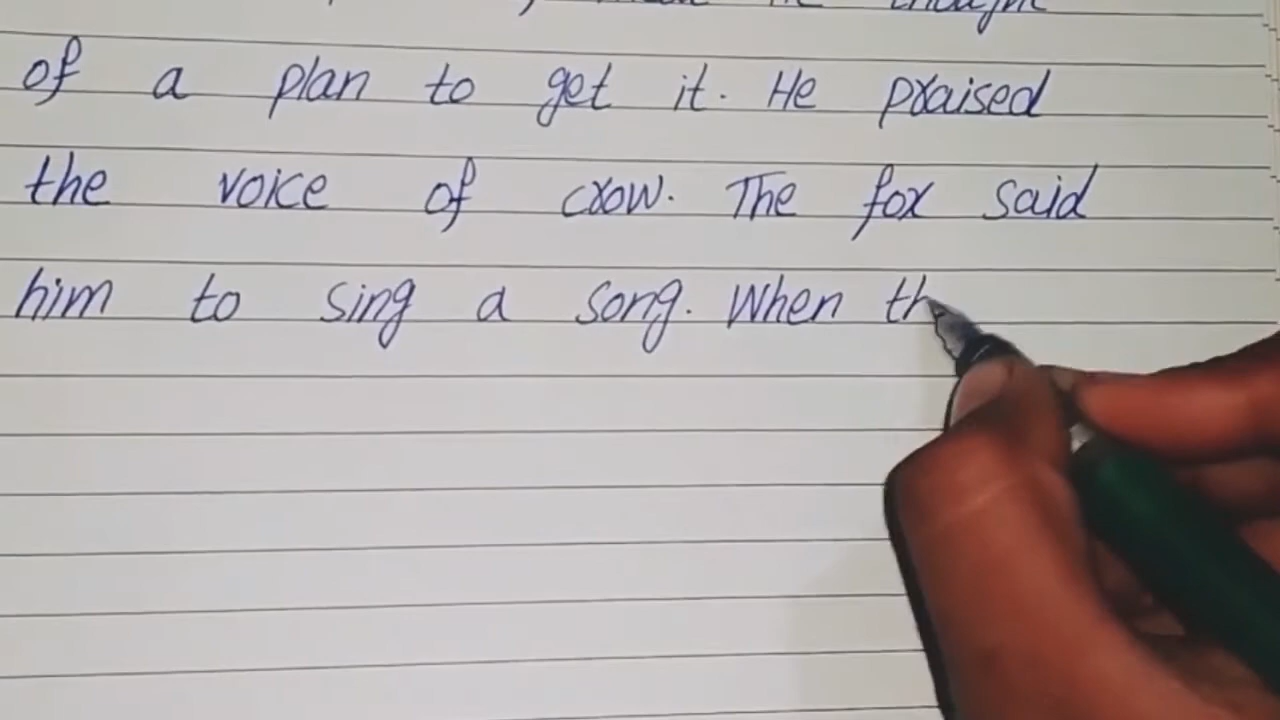 thought
of a plan to get it. He praised
the voice of crow. The fox said
him to sing a song. When th